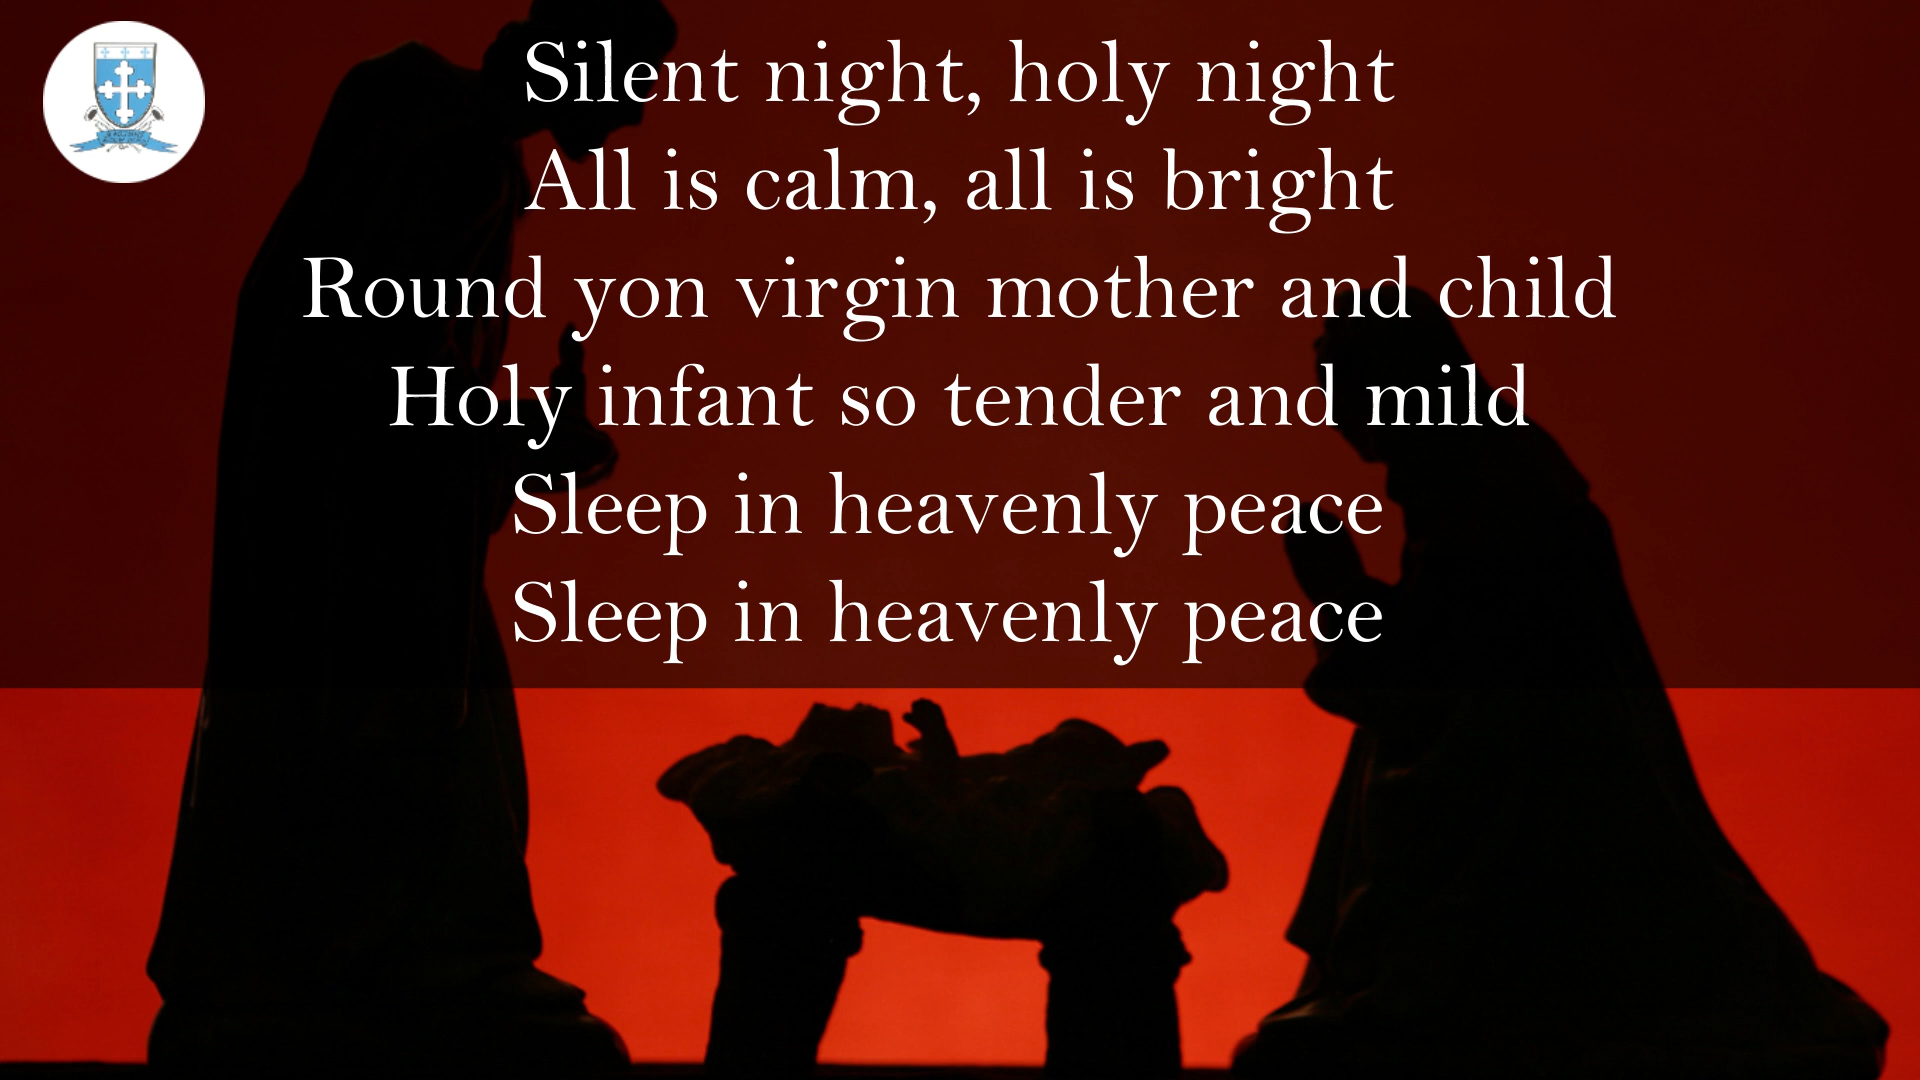 Silent night, holy night
All is calm, all is bright
Round yon virgin mother and child
Holy infant so tender and mild
Sleep in heavenly peace
Sleep in heavenly peace